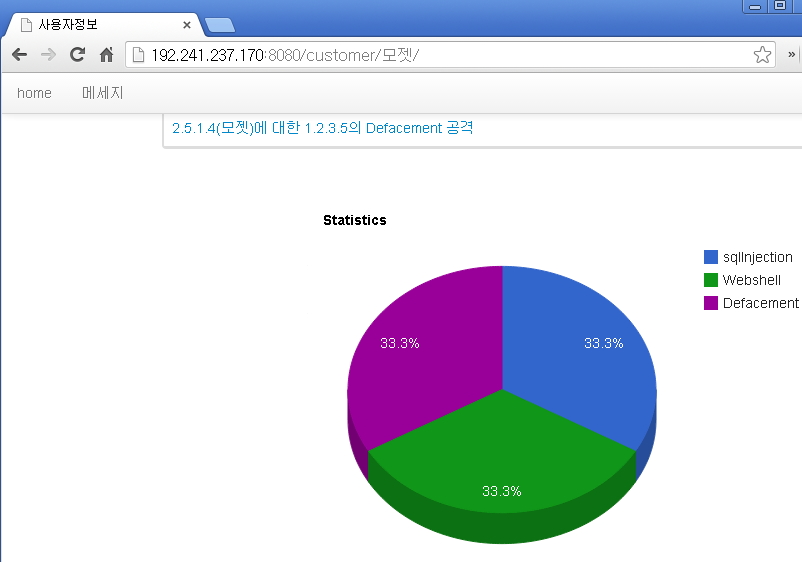 사용자정보
192.241.237.170:8080/customer/모젯/
home 메세지
2.5.1.4(모젯)에 대한 1.2.3.5의 Defacement 공격
Statistics
sqlInjection
Webshell
Defacement
33.3% 33.3%
33.3%